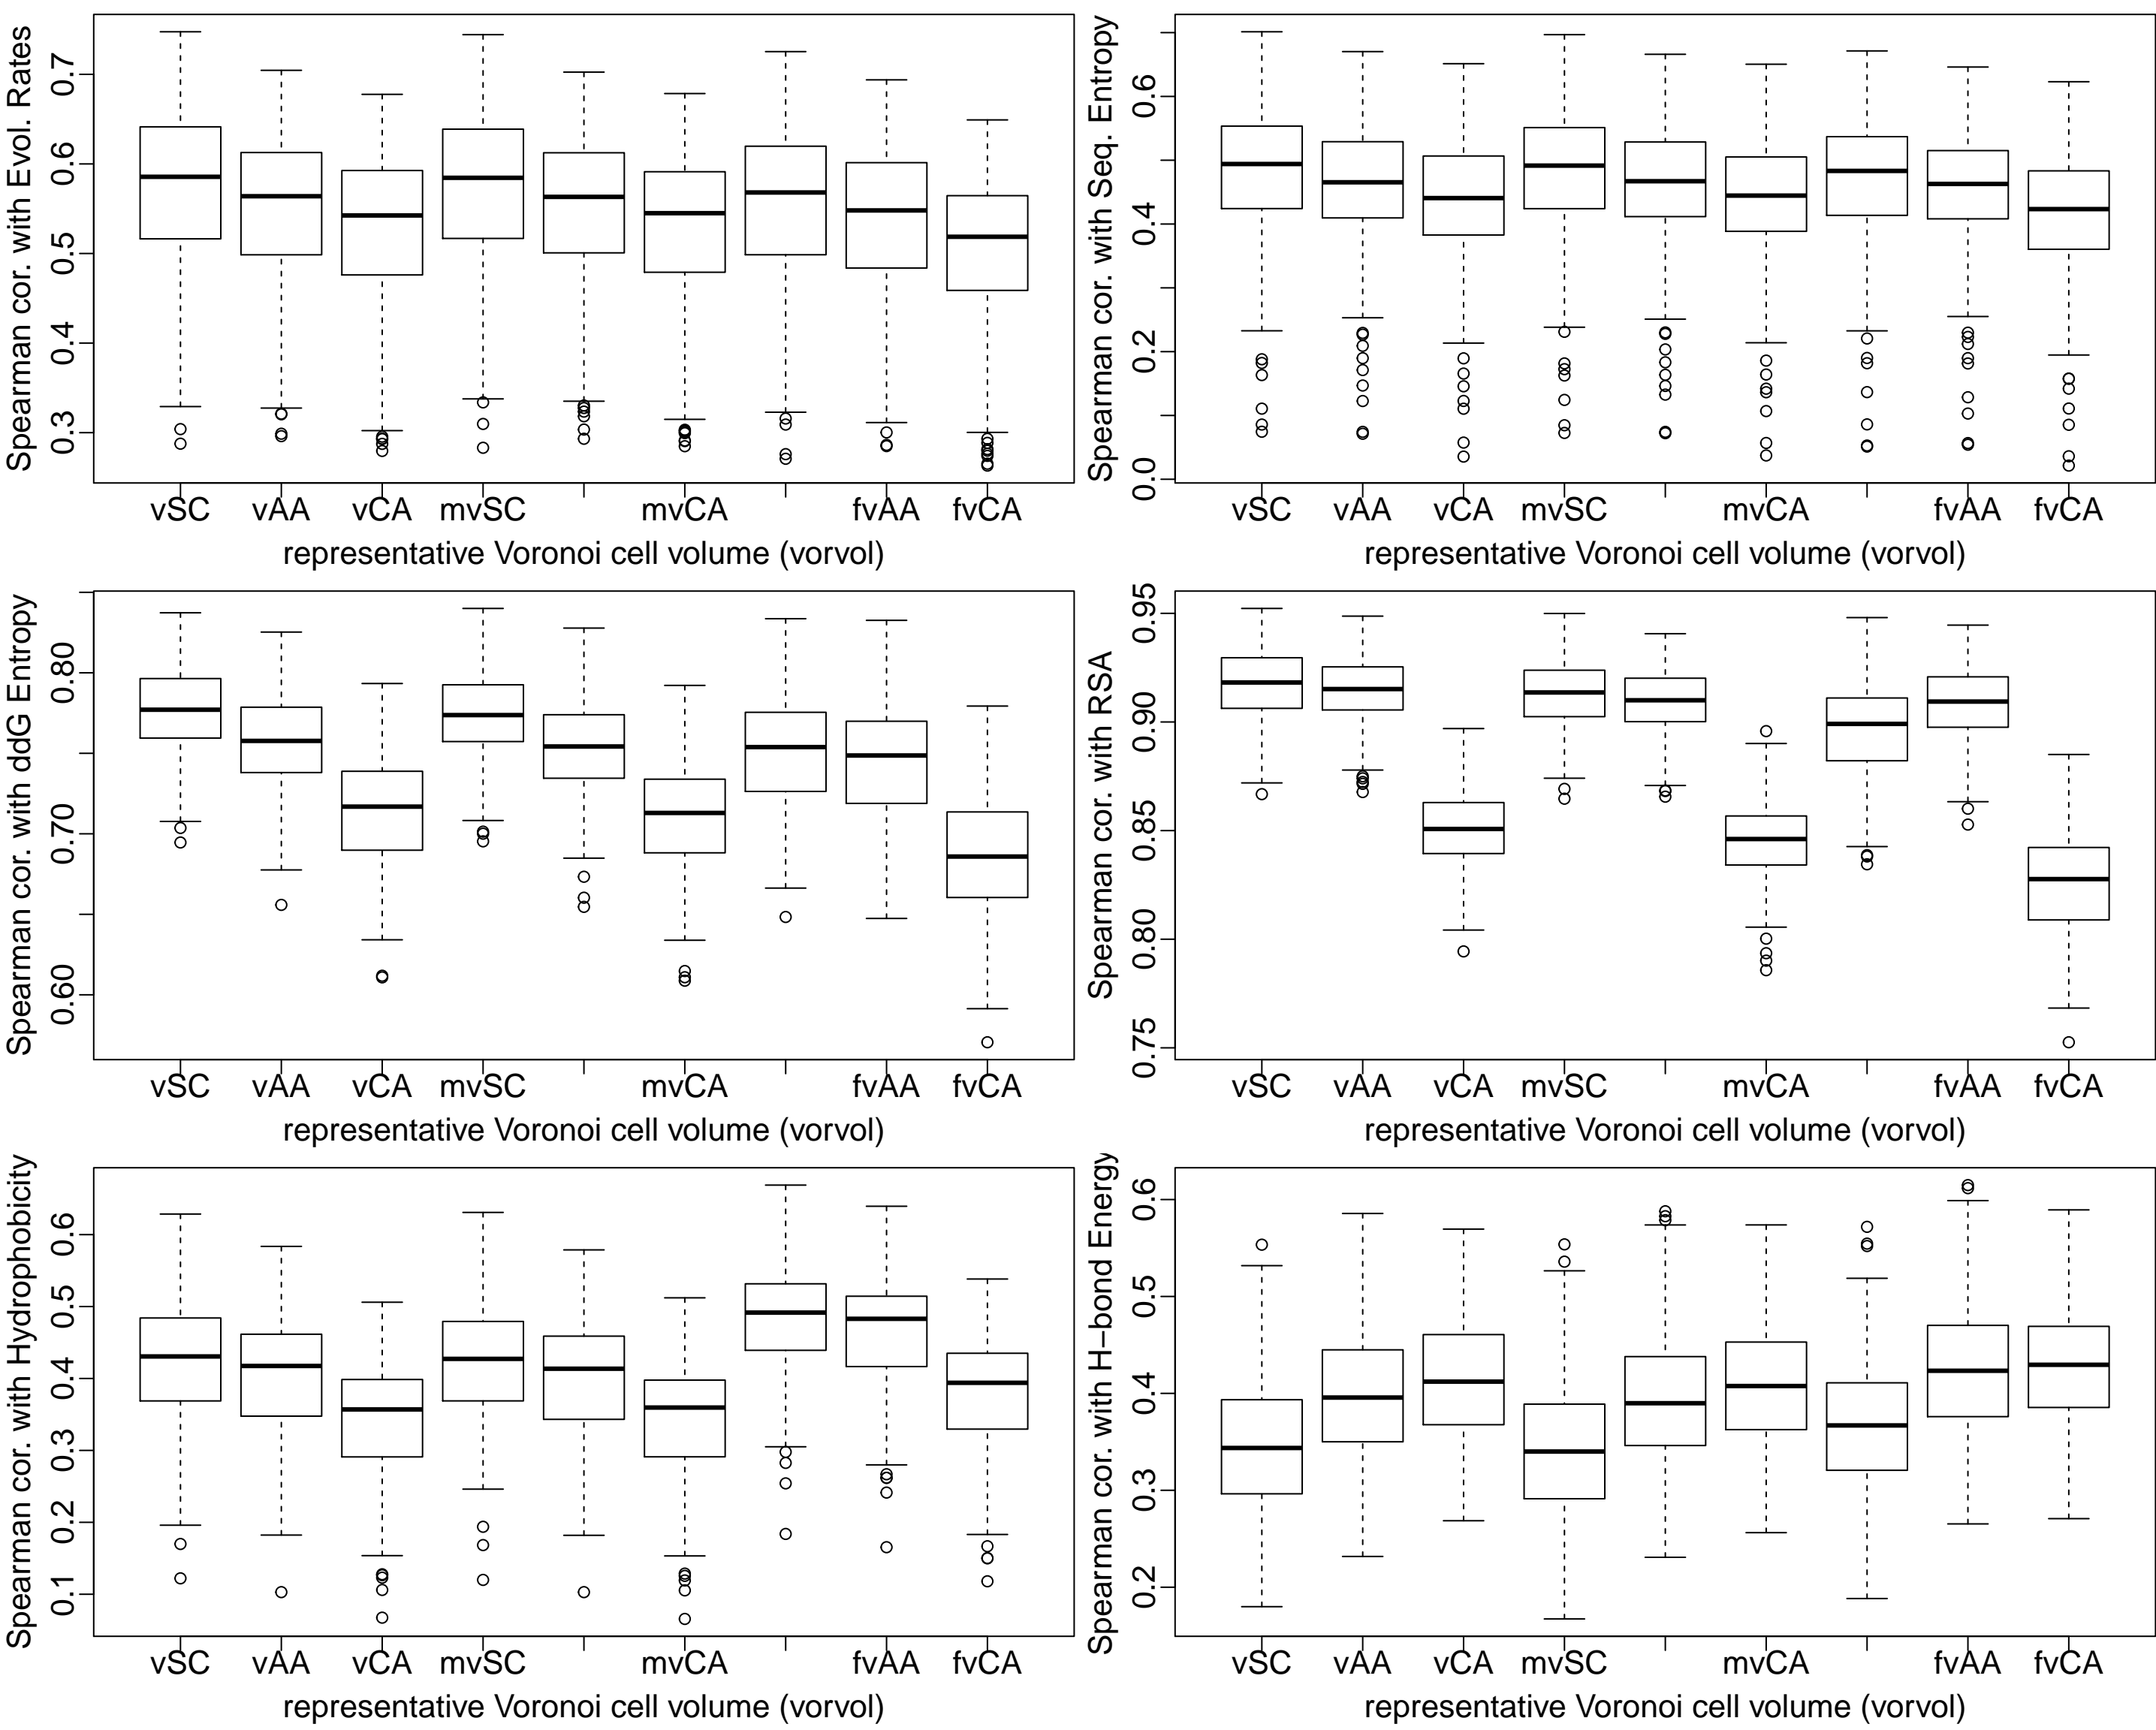 Spearman cor. with Evol. Rates
0.7
0.6
0.5
0.4
0.3
vSC vAA vCA mvSC mvCA fvAA fvCA
representative Voronoi cell volume (vorvol)
Spearman cor. with Seq. Entropy
0.6
0.4
0.2
0.0
vSC vAA vCA mvSC mvCA fvAA fvCA
representative Voronoi cell volume (vorvol)
Spearman cor. with ddG Entropy
0.80
0.70
0.60
vSC vAA vCA mvSC mvCA fvAA fvCA
representative Voronoi cell volume (vorvol)
Spearman cor. with RSA
0.95
0.90
0.85
0.80
0.75
vSC vAA vCA mvSC mvCA fvAA fvCA
representative Voronoi cell volume (vorvol)
Spearman cor. with Hydrophobicity
0.6
0.5
0.4
0.3
0.2
0.1
vSC vAA vCA mvSC mvCA fvAA fvCA
representative Voronoi cell volume (vorvol)
Spearman cor. with H−bond Energy
0.6
0.5
0.4
0.3
0.2
vSC vAA vCA mvSC mvCA fvAA fvCA
representative Voronoi cell volume (vorvol)